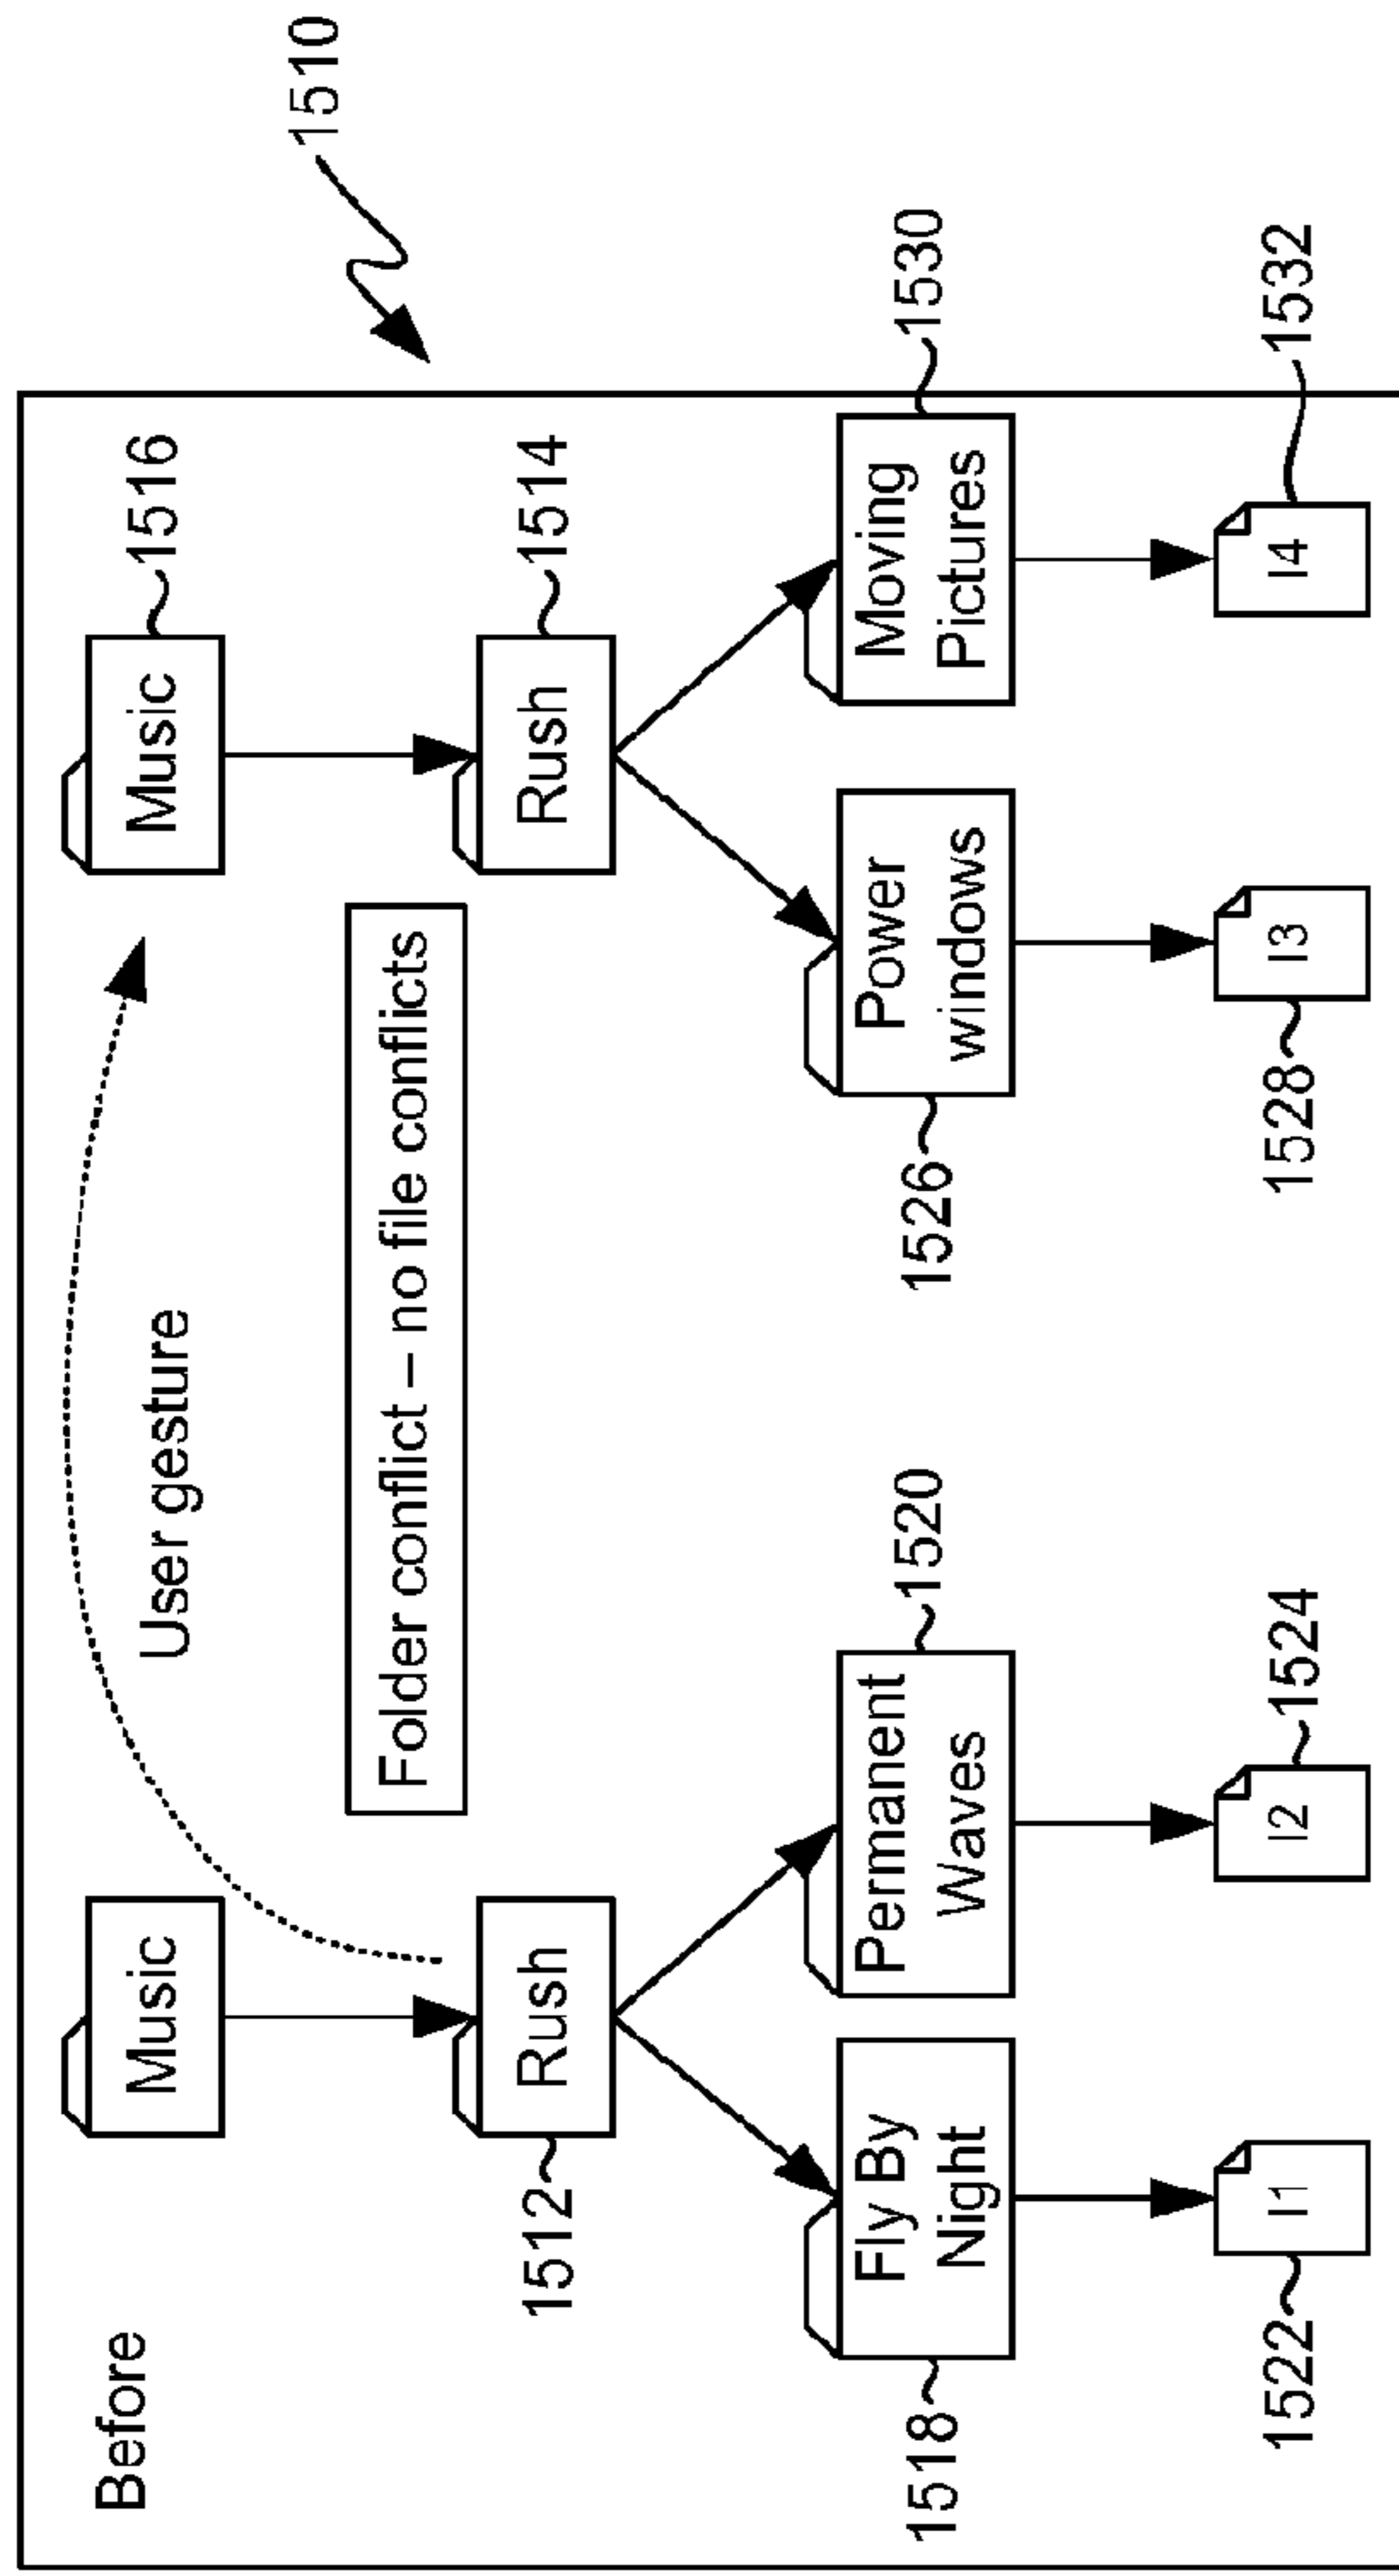 Before
User gesture
1510
Music
Music
1516
Folder conflict – no file conflicts
1512
Rush
Rush
1514
1518
Fly By
Night
Permanent
Waves
1520
1526
Power
windows
Moving
Pictures
1530
1522
I1
I2
1524
1528
I3
I4
1532